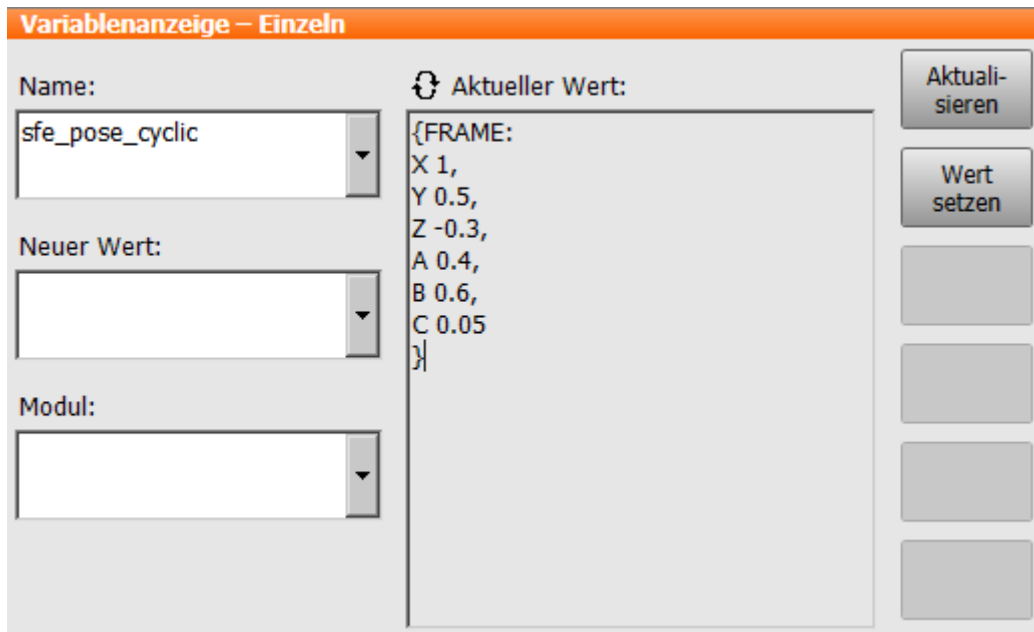 Variablenanzeige – Einzeln
Name:
sfe_pose_cyclic
Neuer Wert:
Modul:
Aktueller Wert:
{FRAME:
X 1,
Y 0.5,
Z -0.3,
A 0.4,
B 0.6,
C 0.05
}
Aktuali-
sieren
Wert
setzen